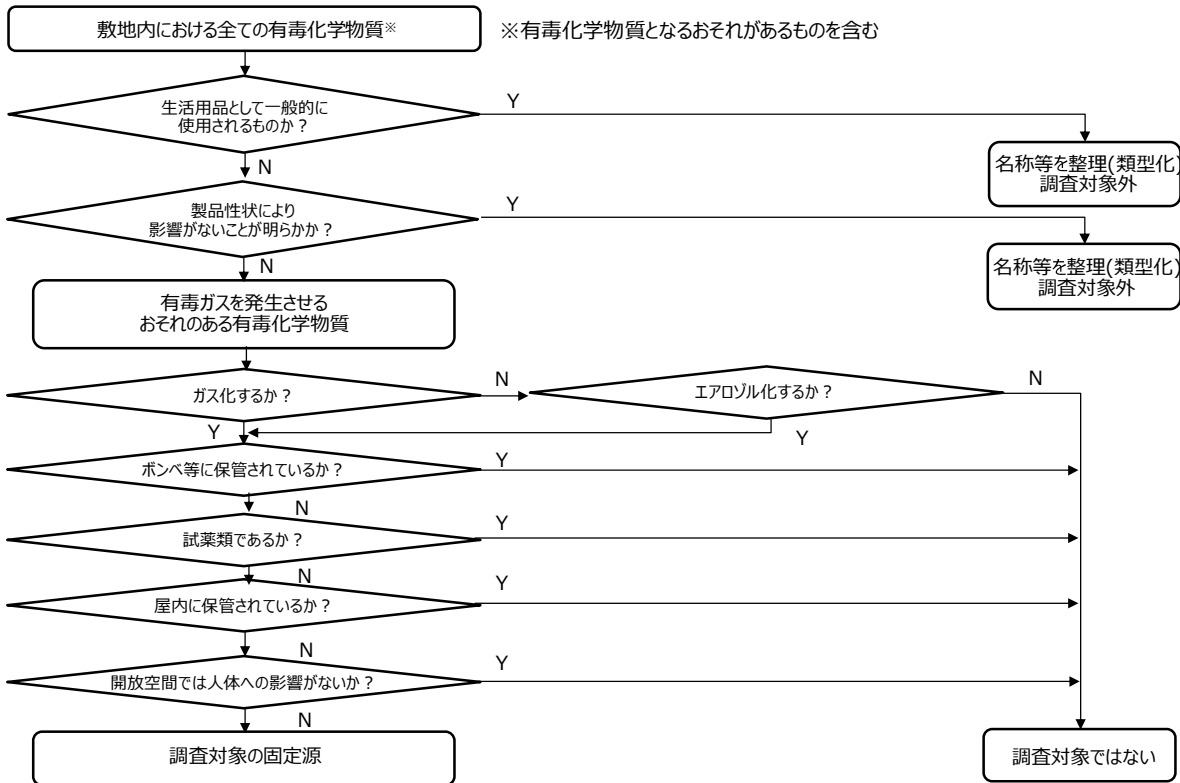 敷地内における全ての有毒化学物質※
※有毒化学物質となるおそれがあるものを含む
生活用品として一般的に
使用されるものか？
Y
N
名称等を整理(類型化)
調査対象外
製品性状により
影響がないことが明らかか？
Y
N
名称等を整理(類型化)
調査対象外
有毒ガスを発生させる
おそれのある有毒化学物質
ガス化するか？
N
エアロゾル化するか？
N
Y
Y
ボンベ等に保管されているか？
Y
N
試薬類であるか？
Y
N
屋内に保管されているか？
Y
N
開放空間では人体への影響がないか？
Y
N
調査対象の固定源
調査対象ではない